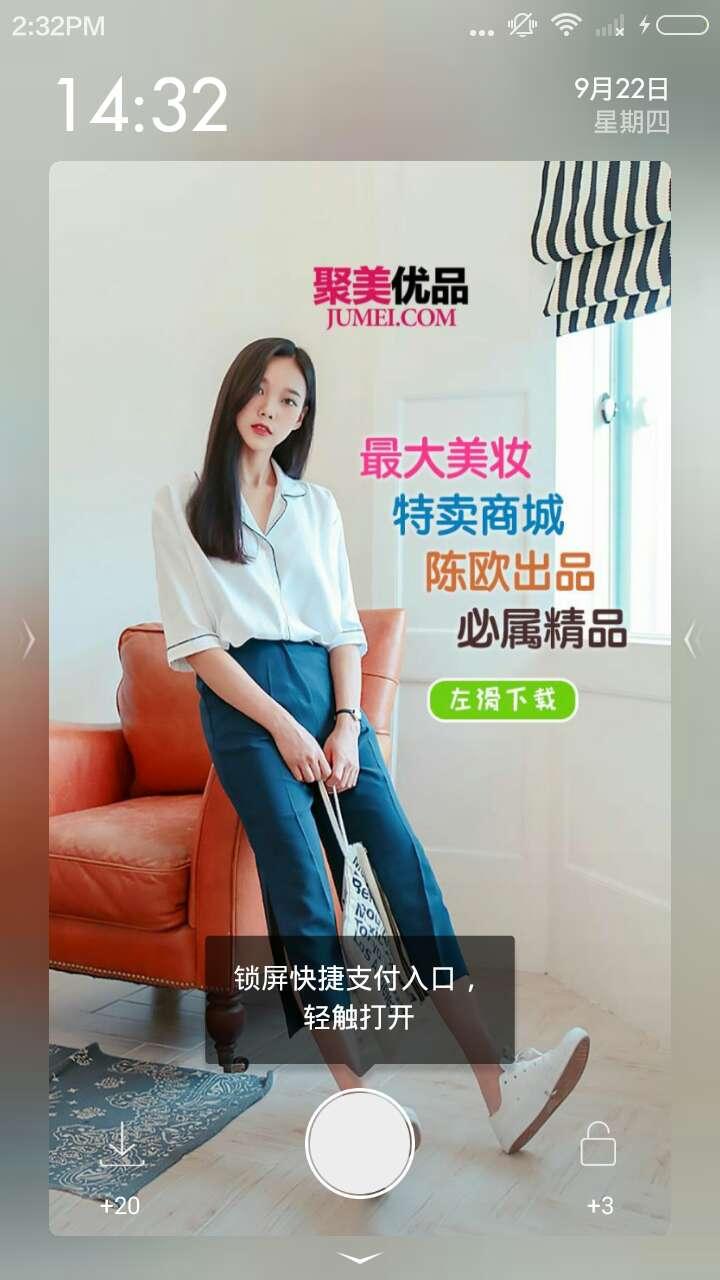 2:32PM
14:32
9月22日
星期四
聚美优品
JUMEI.COM
最大美妆
特卖商城
陈欧出品
必属精品
左滑下载
锁屏快捷支付入口，
轻触打开
+20
+3